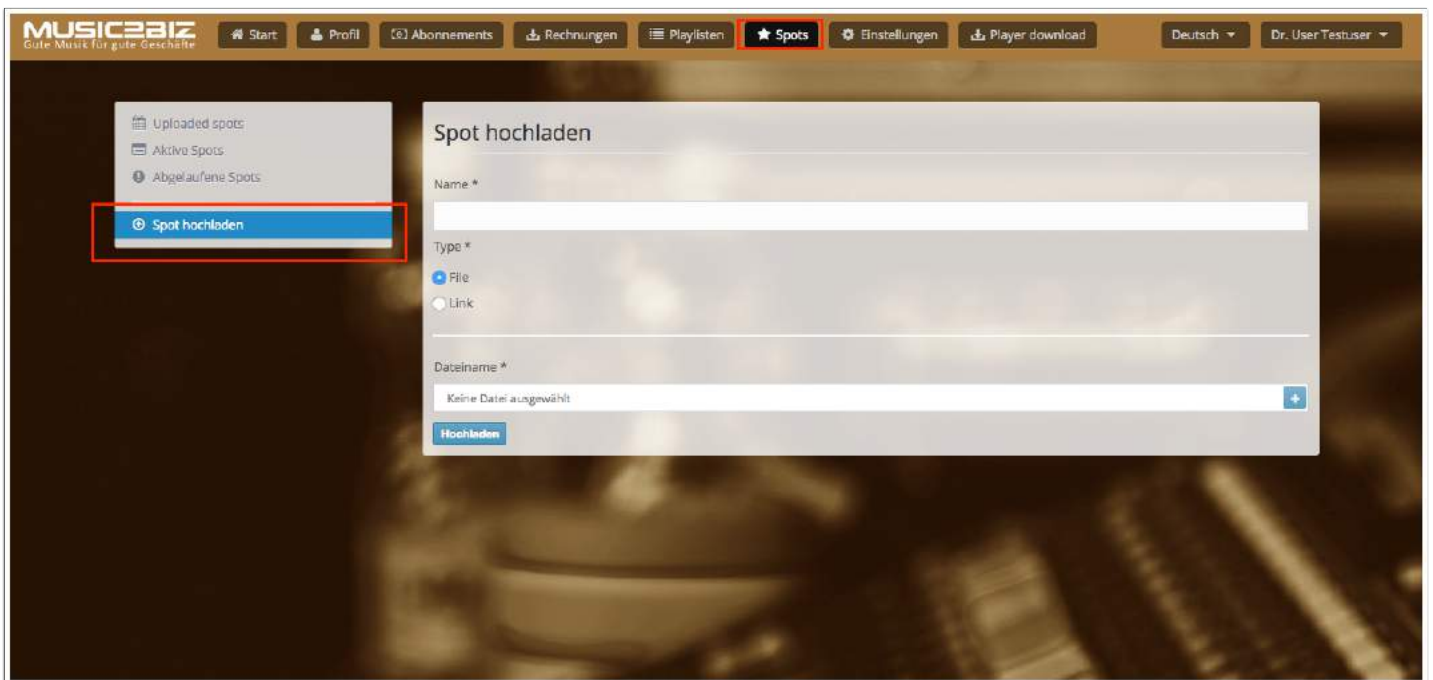 MUSIC2BIZ
Gute Musik für gute Geschäfte
Start Profil Abonnements Rechnungen Playlisten Spots Einstellungen Player download Deutsch Dr. User Testuser
Uploaded spots
Aktive Spots
Abgelaufene Spots
Spot hochladen
Spot hochladen
Name *
Type *
File
Link
Dateiname *
Keine Datei ausgewählt
+
Hochladen